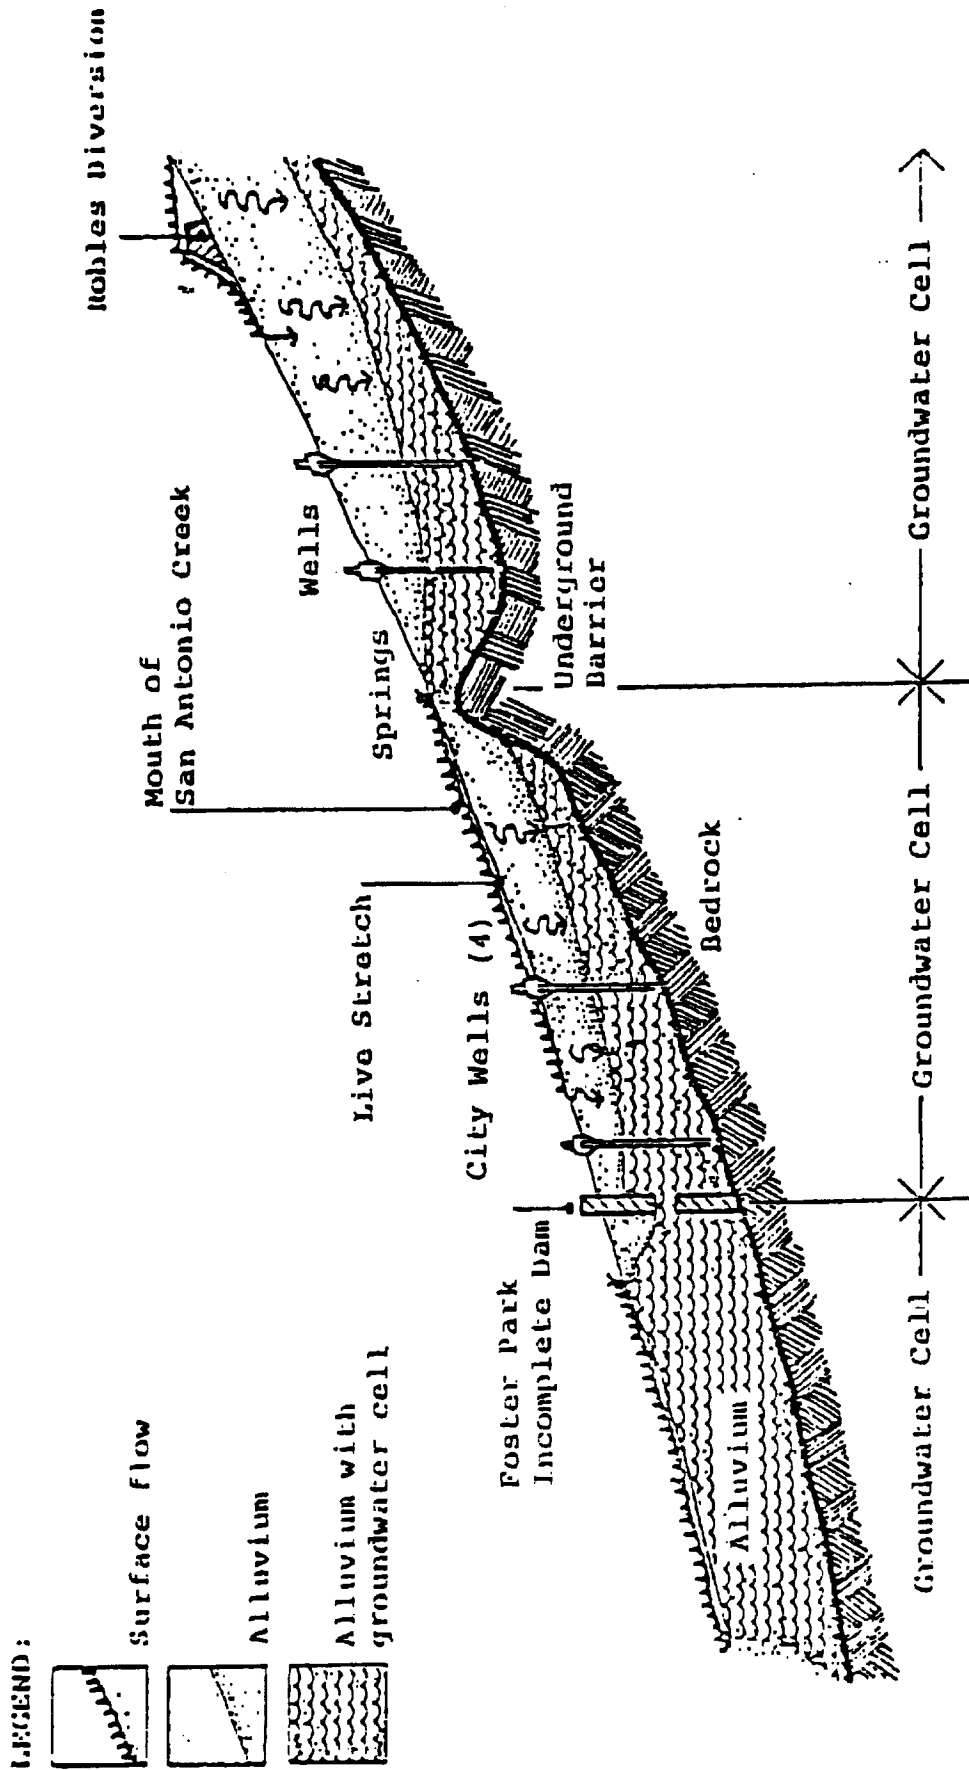 LEGEND:
Surface flow
Alluvium
Alluvium with
groundwater cell
Robles Diversion
Mouth of
San Antonio Creek
Wells
Springs
Live Stretch
City Wells (4)
Foster Park
Incomplete Dam
Underground
Barrier
Bedrock
Alluvium
Groundwater Cell
Groundwater Cell
Groundwater Cell